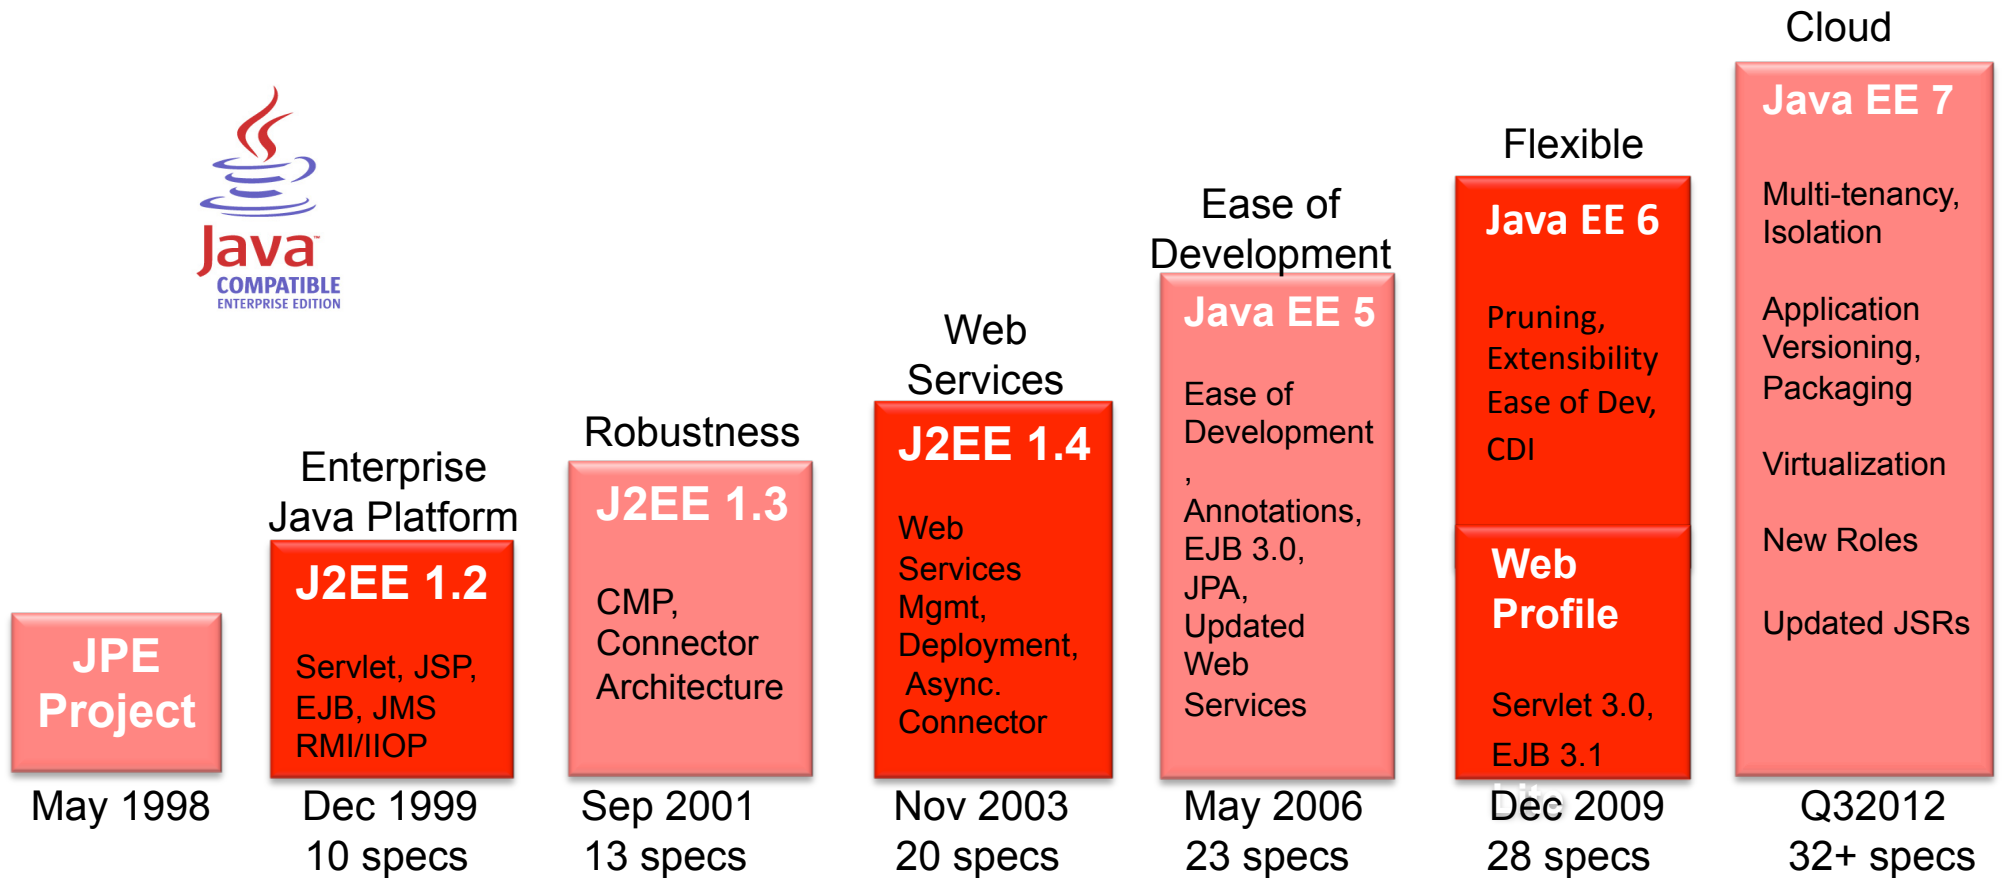 Java™
COMPATIBLE
ENTERPRISE EDITION
JPE
Project
May 1998
Enterprise
Java Platform
J2EE 1.2
Servlet, JSP,
EJB, JMS
RMI/IIOP
Dec 1999
10 specs
Robustness
J2EE 1.3
CMP,
Connector
Architecture
Sep 2001
13 specs
Web
Services
J2EE 1.4
Web
Services
Mgmt,
Deployment,
Async.
Connector
Nov 2003
20 specs
Ease of
Development
Java EE 5
Ease of
Development
,
Annotations,
EJB 3.0,
JPA,
Updated
Web
Services
May 2006
23 specs
Flexible
Java EE 6
Pruning,
Extensibility
Ease of Dev,
CDI
Web
Profile
Servlet 3.0,
EJB 3.1
Lite
Dec 2009
28 specs
Cloud
Java EE 7
Multi-tenancy,
Isolation
Application
Versioning,
Packaging
Virtualization
New Roles
Updated JSRs
Q32012
32+ specs